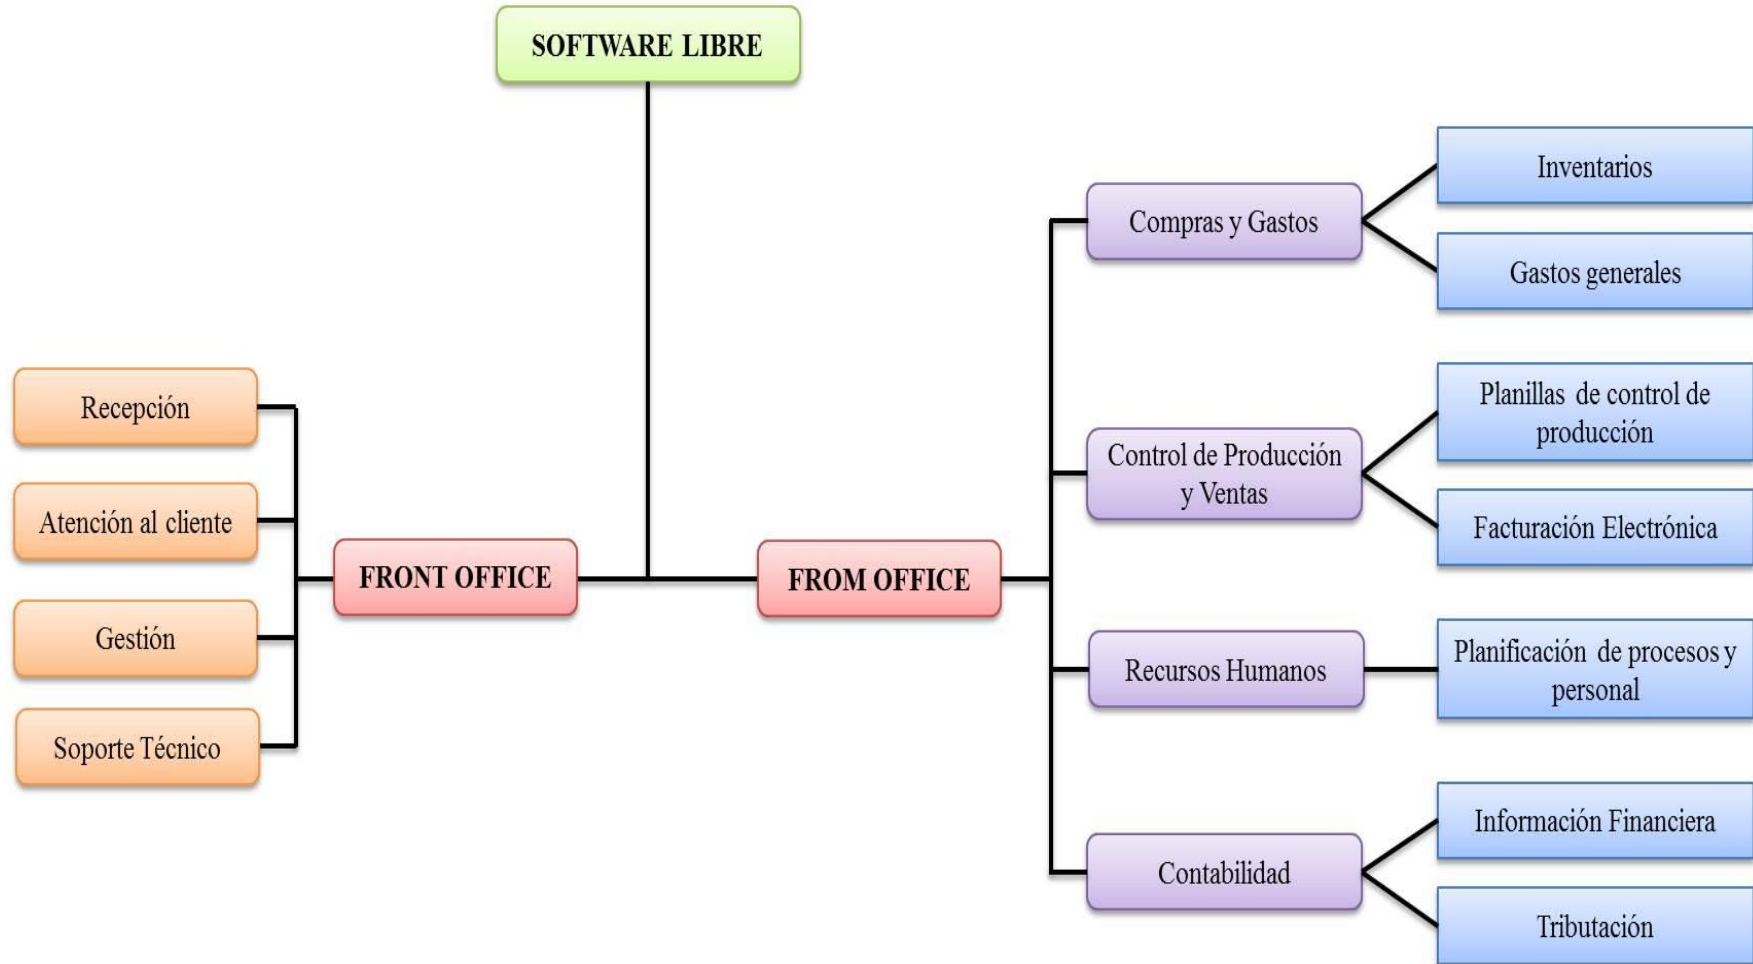 SOFTWARE LIBRE
FRONT OFFICE
Recepción
Atención al cliente
Gestión
Soporte Técnico
FROM OFFICE
Compras y Gastos
Inventarios
Gastos generales
Control de Producción
y Ventas
Planillas de control de
producción
Facturación Electrónica
Recursos Humanos
Planificación de procesos y
personal
Contabilidad
Información Financiera
Tributación